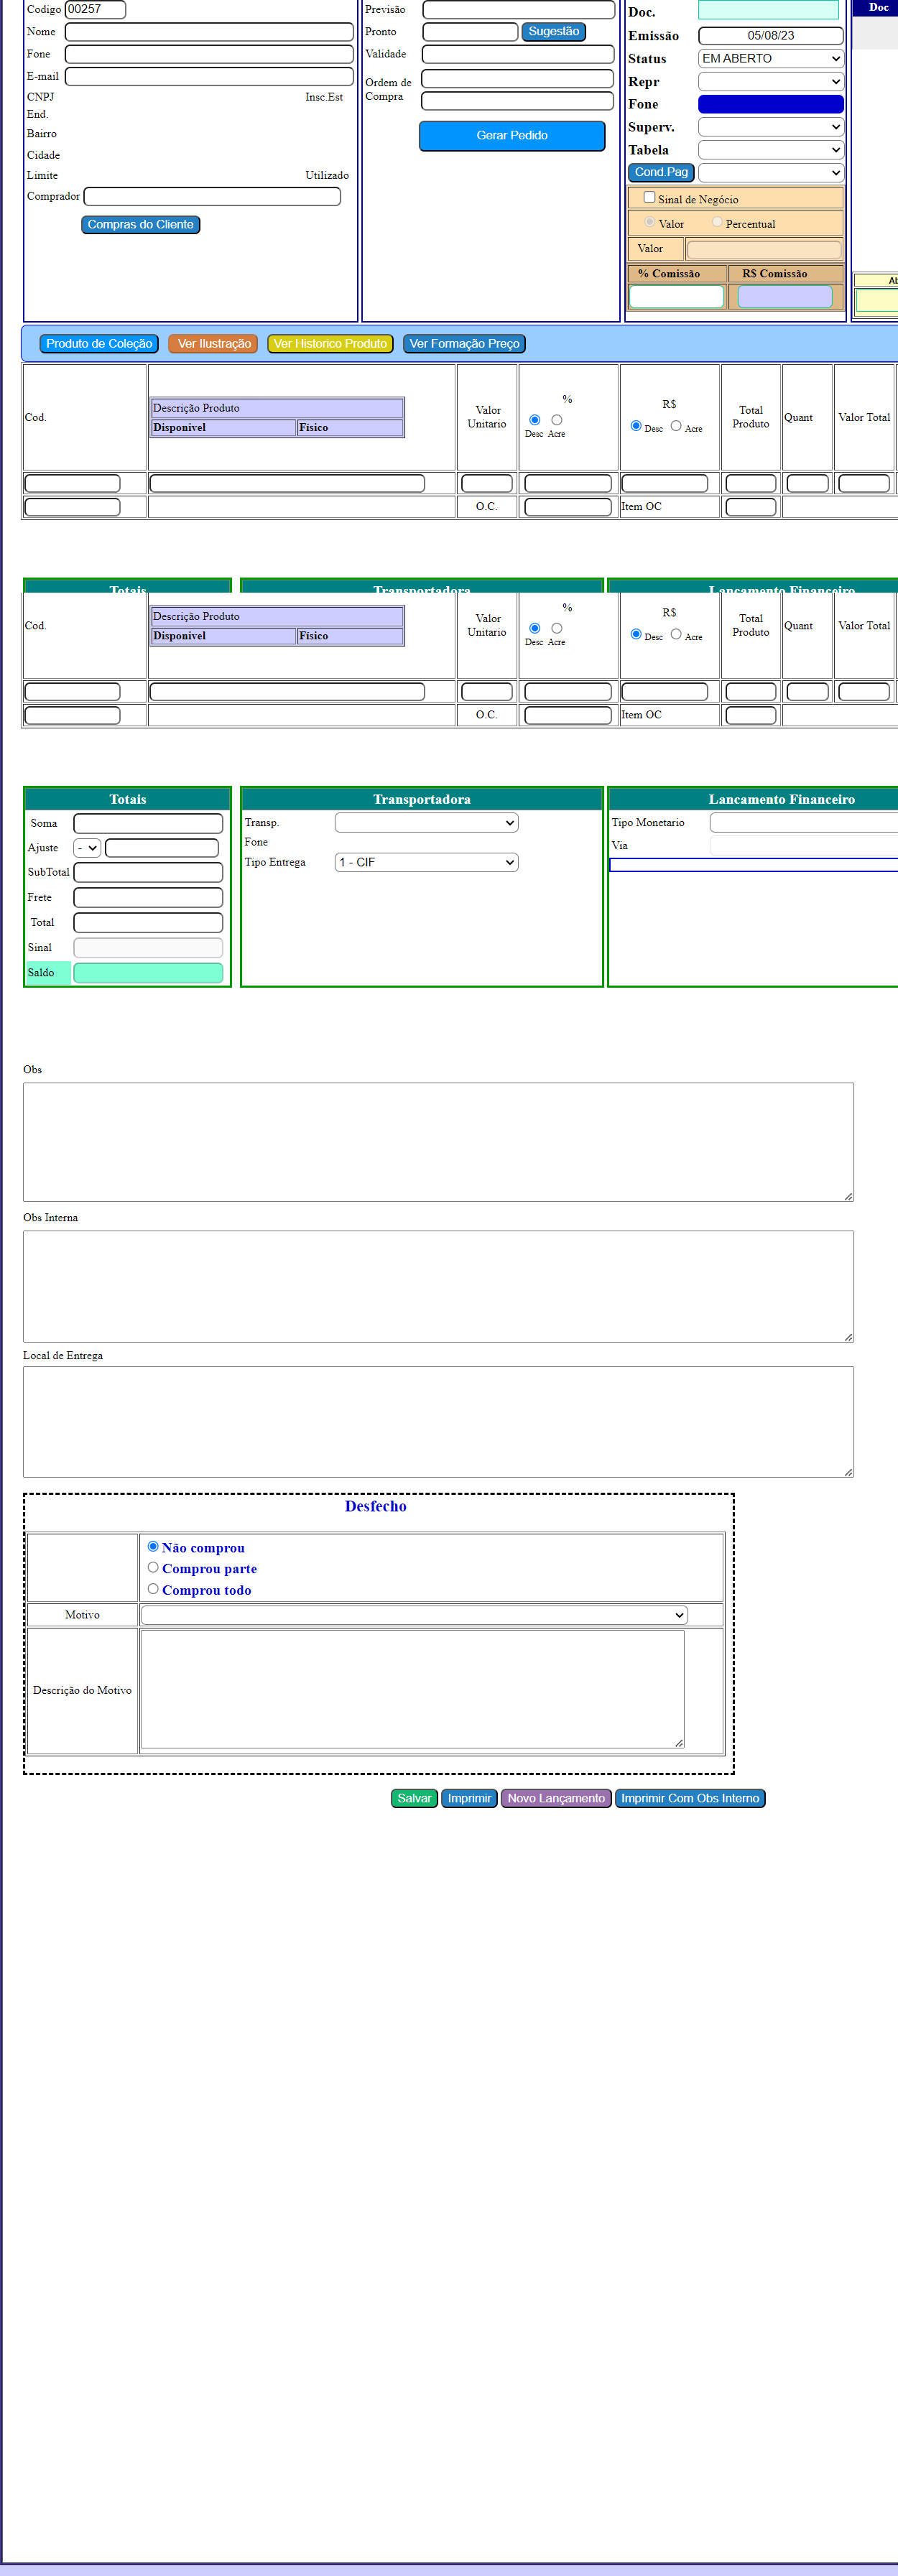 Codigo 00257
Nome
Fone
E-mail
CNPJ Insc.Est
End.
Bairro
Cidade
Limite Utilizado
Comprador
Compras do Cliente
Previsão
Pronto Sugestão
Validade
Ordem de
Compra
Gerar Pedido
Doc.
Emissão 05/08/23
Status EM ABERTO
Repr
Fone
Superv.
Tabela
Cond.Pag
Sinal de Negócio
Valor Percentual
Valor
% Comissão R$ Comissão
Doc
Produto de Coleção Ver Ilustração Ver Historico Produto Ver Formação Preço
Cod.
Descrição Produto
Disponivel Fisico
Valor
Unitario
%
Desc Acre
R$
Desc Acre
Total
Produto
Quant
Valor Total
O.C. Item OC
Totais Transportadora Lancamento Financeiro
Cod.
Descrição Produto
Disponivel Fisico
Valor
Unitario
%
Desc Acre
R$
Desc Acre
Total
Produto
Quant
Valor Total
O.C. Item OC
Totais
Soma
Ajuste -
SubTotal
Frete
Total
Sinal
Saldo
Transportadora
Transp.
Fone
Tipo Entrega 1 - CIF
Lancamento Financeiro
Tipo Monetario
Via
Obs
Obs Interna
Local de Entrega
Desfecho
Não comprou
Comprou parte
Comprou todo
Motivo
Descrição do Motivo
Salvar Imprimir Novo Lançamento Imprimir Com Obs Interno